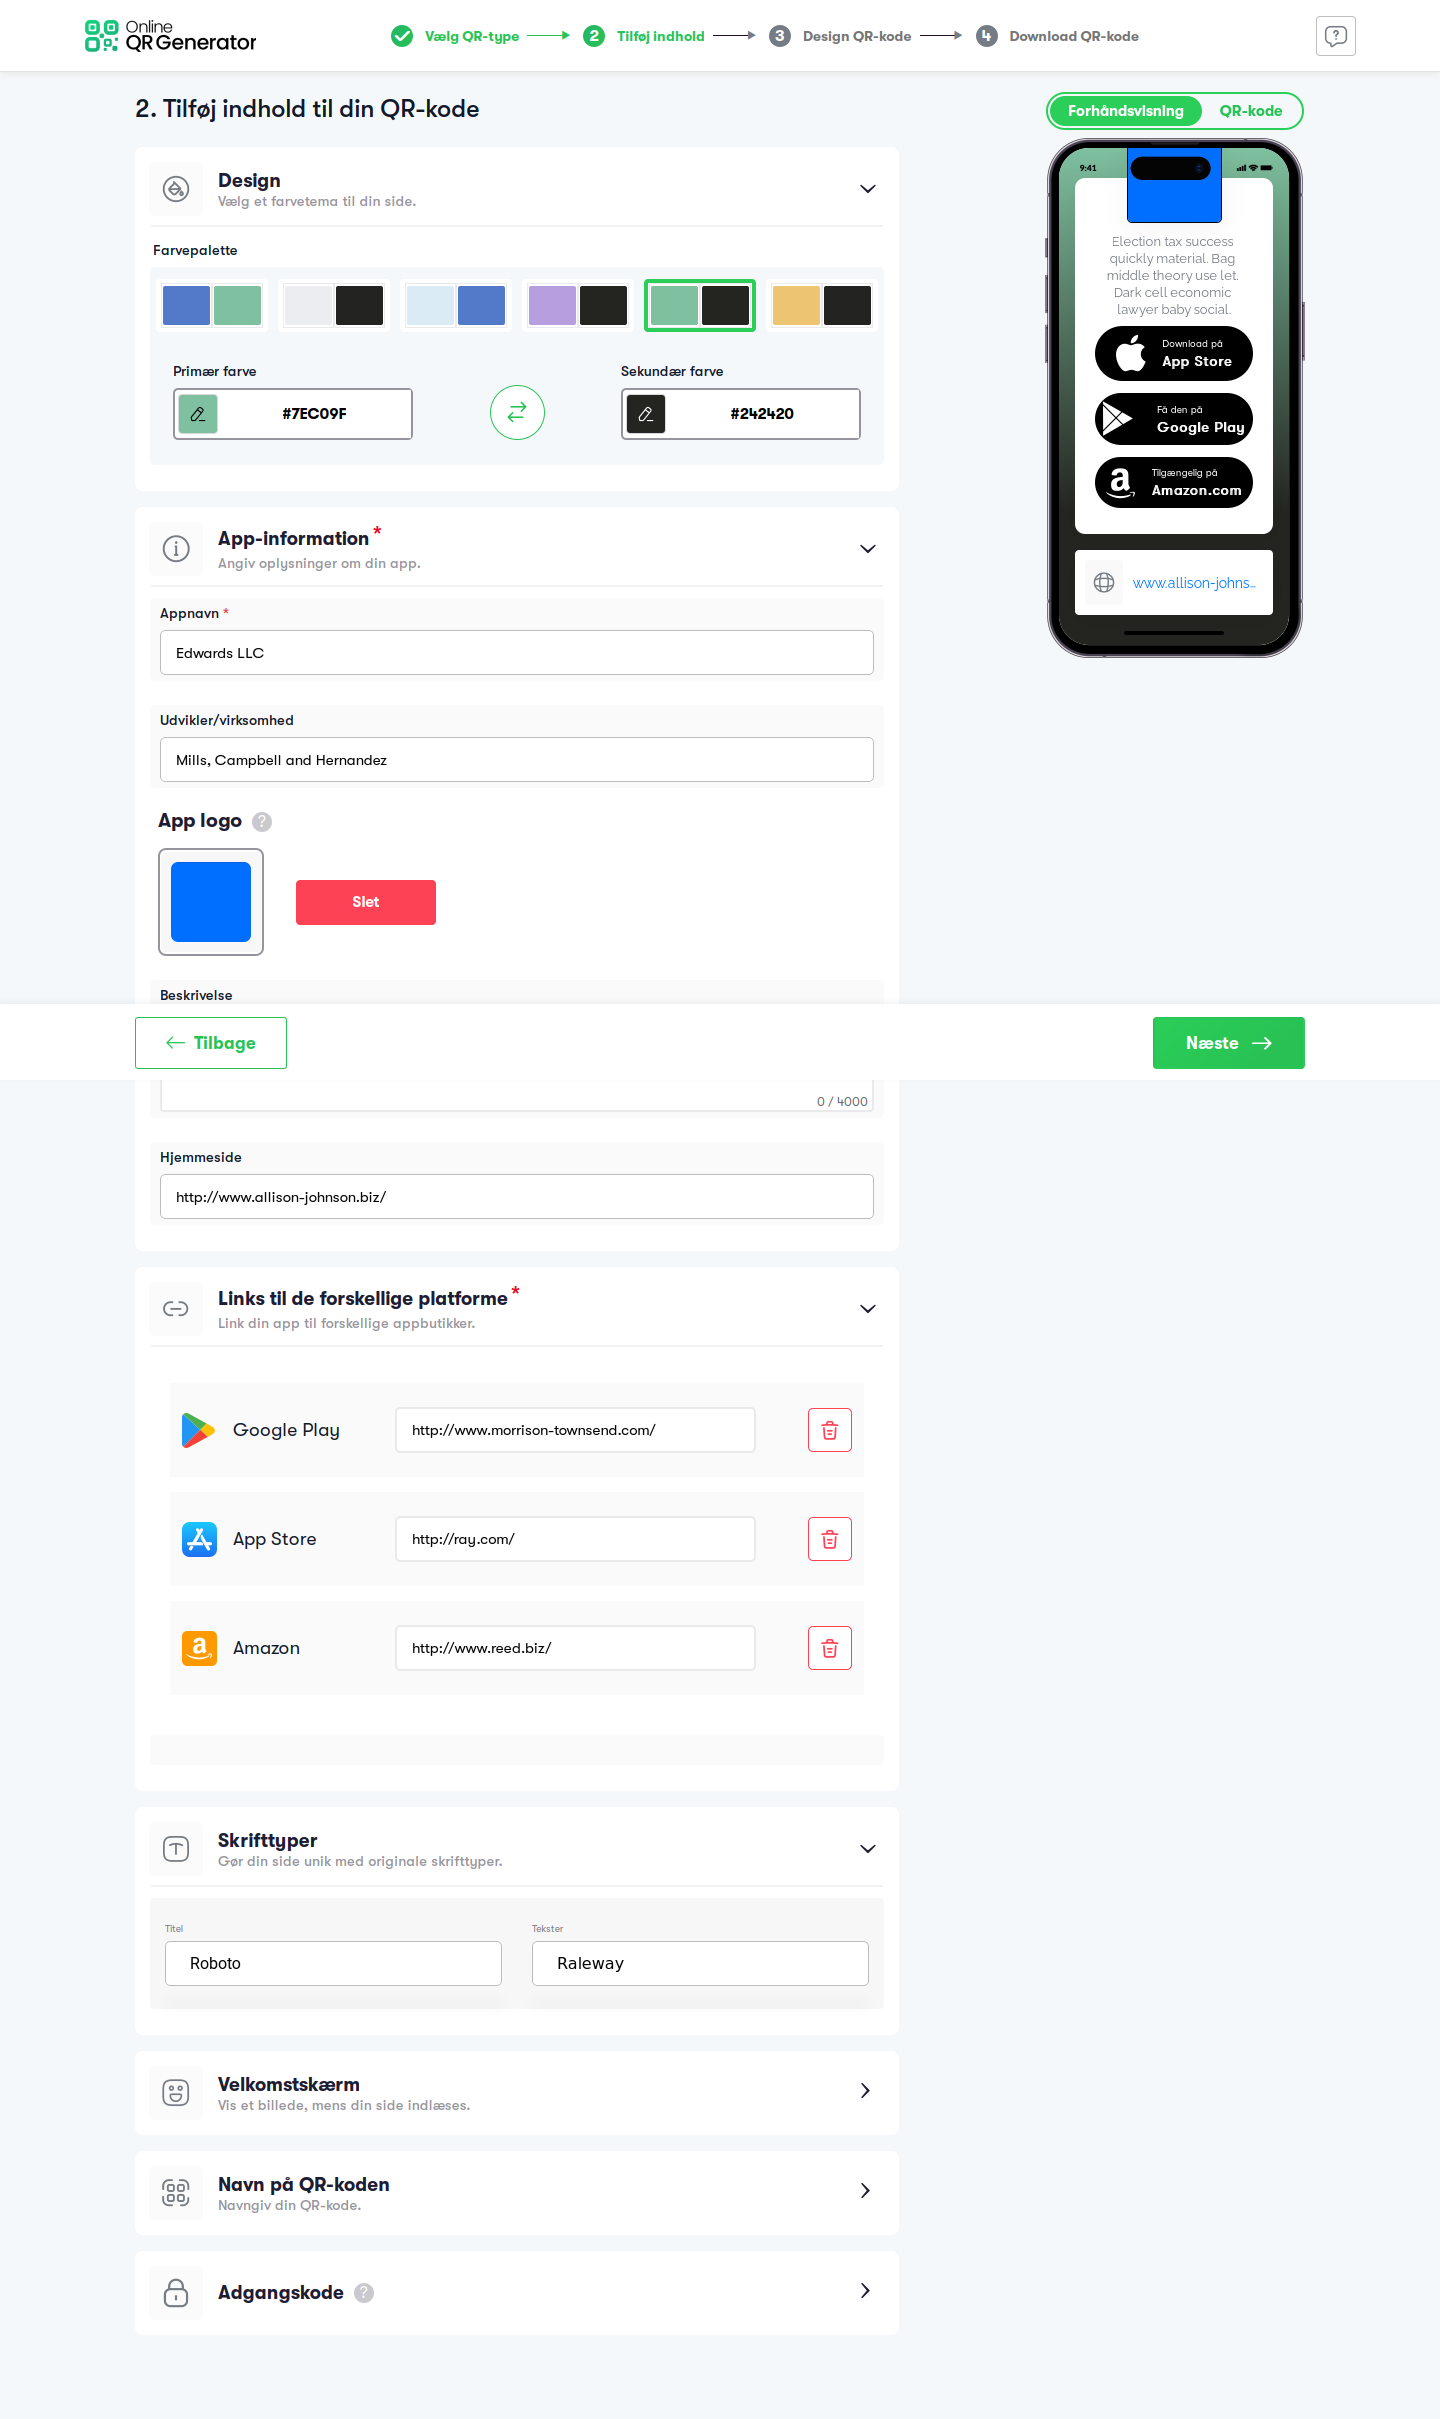 Online
QR Generator
Vælg QR-type
2 Tilføj indhold
3 Design QR-kode
4 Download QR-kode
2. Tilføj indhold til din QR-kode
Forhåndsvisning QR-kode
Design
Vælg et farvetema til din side.
Farvepalette
Primær farve
#7EC09F
Sekundær farve
#242420
9:41
Election tax success
quickly material. Bag
middle theory use let.
Dark cell economic
lawyer baby social.
Download på
App Store
Få den på
Google Play
Tilgængelig på
Amazon.com
www.allison-johns...
App-information *
Angiv oplysninger om din app.
Appnavn *
Edwards LLC
Udvikler/virksomhed
Mills, Campbell and Hernandez
App logo ?
Slet
Beskrivelse
Tilbage
Næste
0 / 4000
Hjemmeside
http://www.allison-johnson.biz/
Links til de forskellige platforme *
Link din app til forskellige appbutikker.
Google Play
http://www.morrison-townsend.com/
App Store
http://ray.com/
Amazon
http://www.reed.biz/
Skrifttyper
Gør din side unik med originale skrifttyper.
Titel
Roboto
Tekster
Raleway
Velkomstskærm
Vis et billede, mens din side indlæses.
Navn på QR-koden
Navngiv din QR-kode.
Adgangskode ?